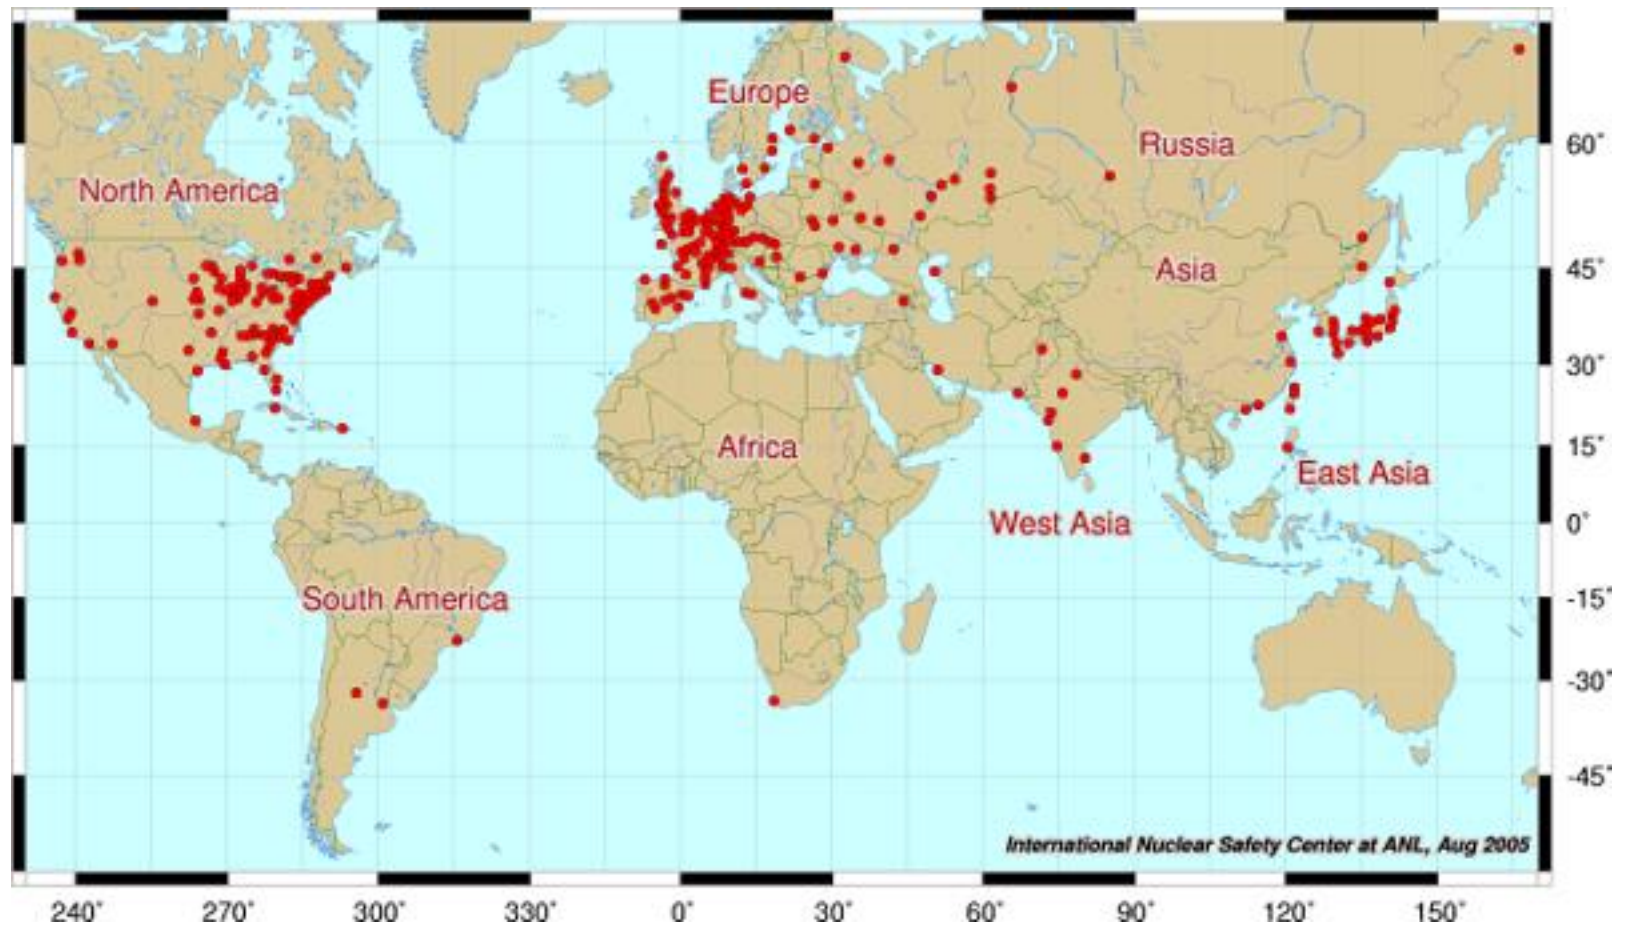 Europe
Russia
North America
Asia
Africa
East Asia
West Asia
South America
International Nuclear Safety Center at ANL, Aug 2005
60°
45°
30°
15°
0°
-15°
-30°
-45°
240° 270° 300° 330° 0° 30° 60° 90° 120° 150°